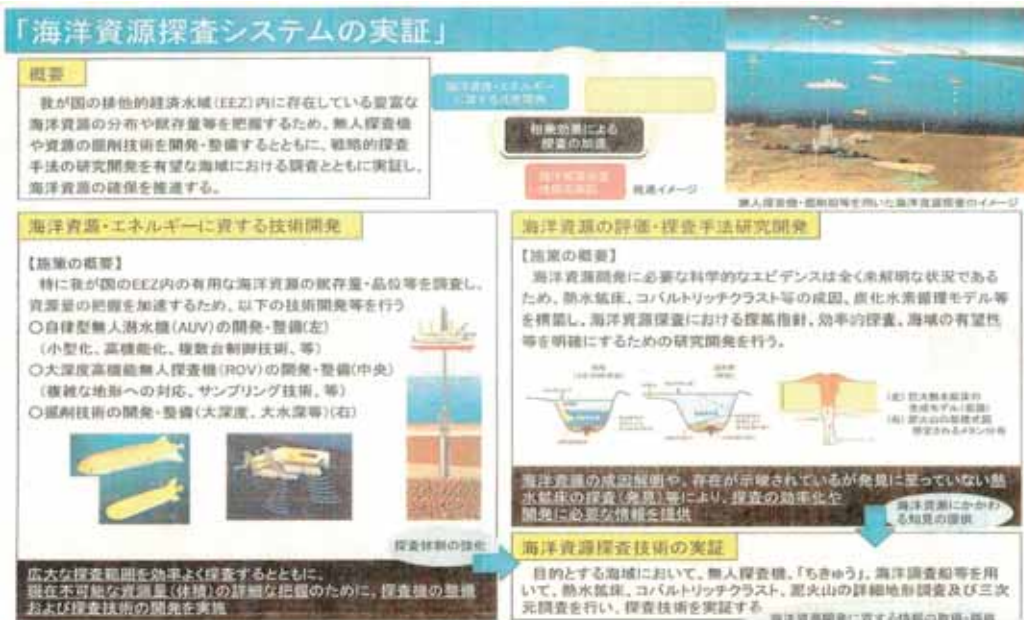 「海洋資源探査システムの実証」
概要
我が国の排他的経済水域(EEZ)内に存在している豊富な
海洋資源の分布や賦存量等を把握するため、無人探査機
や資源の掘削技術を開発・整備するとともに、戦略的探査
手法の研究開発を有望な海域における調査とともに実証し、
海洋資源の確保を推進する。
海洋資源・エネルギー
に資する技術開発
相乗効果による
探査の加速
推進イメージ
無人探査機・掘削船等を用いた海洋資源探査のイメージ
海洋資源・エネルギーに資する技術開発
【施策の概要】
特に我が国のEEZ内の有用な海洋資源の賦存量・品位等を調査し、
資源量の把握を加速するため、以下の技術開発等を行う
○自律型無人潜水機(AUV)の開発・整備(左)
(小型化、高機能化、複数台制御技術、等)
○大深度高機能無人探査機(ROV)の開発・整備(中央)
(複雑な地形への対応、サンプリング技術、等)
○掘削技術の開発・整備(大深度、大水深等)(右)
探査体制の強化
広大な探査範囲を効率よく探査するとともに、
現在不可能な資源量(体積)の詳細な把握のために、探査機の整備
および探査技術の開発を実施
海洋資源の評価・探査手法研究開発
【施策の概要】
海洋資源開発に必要な科学的なエビデンスは全く未解明な状況である
ため、熱水鉱床、コバルトリッチクラスト等の成因、炭化水素循環モデル等
を構築し、海洋資源探査における探鉱指針、効率的探査、海域の有望性
等を明確にするための研究開発を行う。
海洋資源の成因解明や、存在が示唆されているが発見に至っていない熱
水鉱床の探査(発見)等により、探査の効率化や
開発に必要な情報を提供
海洋資源にかかわ
る知見の提供
海洋資源探査技術の実証
目的とする海域において、無人探査機、「ちきゅう」、海洋調査船等を用
いて、熱水鉱床、コバルトリッチクラスト、泥火山の詳細地形調査及び三次
元調査を行い、探査技術を実証する